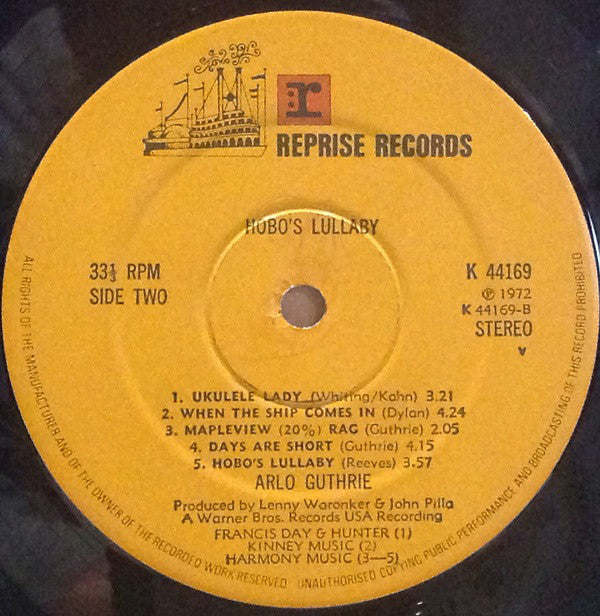 r
REPRISE RECORDS
HOBO'S LULLABY
33⅓ RPM
SIDE TWO
K 44169
℗ 1972
K 44169-B
STEREO
v
1. UKULELE LADY (Whiting/Kahn) 3.21
2. WHEN THE SHIP COMES IN (Dylan) 4.24
3. MAPLEVIEW (20%) RAG (Guthrie) 2.05
4. DAYS ARE SHORT (Guthrie) 4.15
5. HOBO'S LULLABY (Reeves) 3.57
ARLO GUTHRIE
Produced by Lenny Waronker & John Pilla
A Warner Bros. Records USA Recording
FRANCIS DAY & HUNTER (1)
KINNEY MUSIC (2)
HARMONY MUSIC (3—5)
ALL RIGHTS OF THE MANUFACTURER AND OF THE OWNER OF THE RECORDED WORK RESERVED UNAUTHORISED COPYING PUBLIC PERFORMANCE AND BROADCASTING OF THIS RECORD PROHIBITED